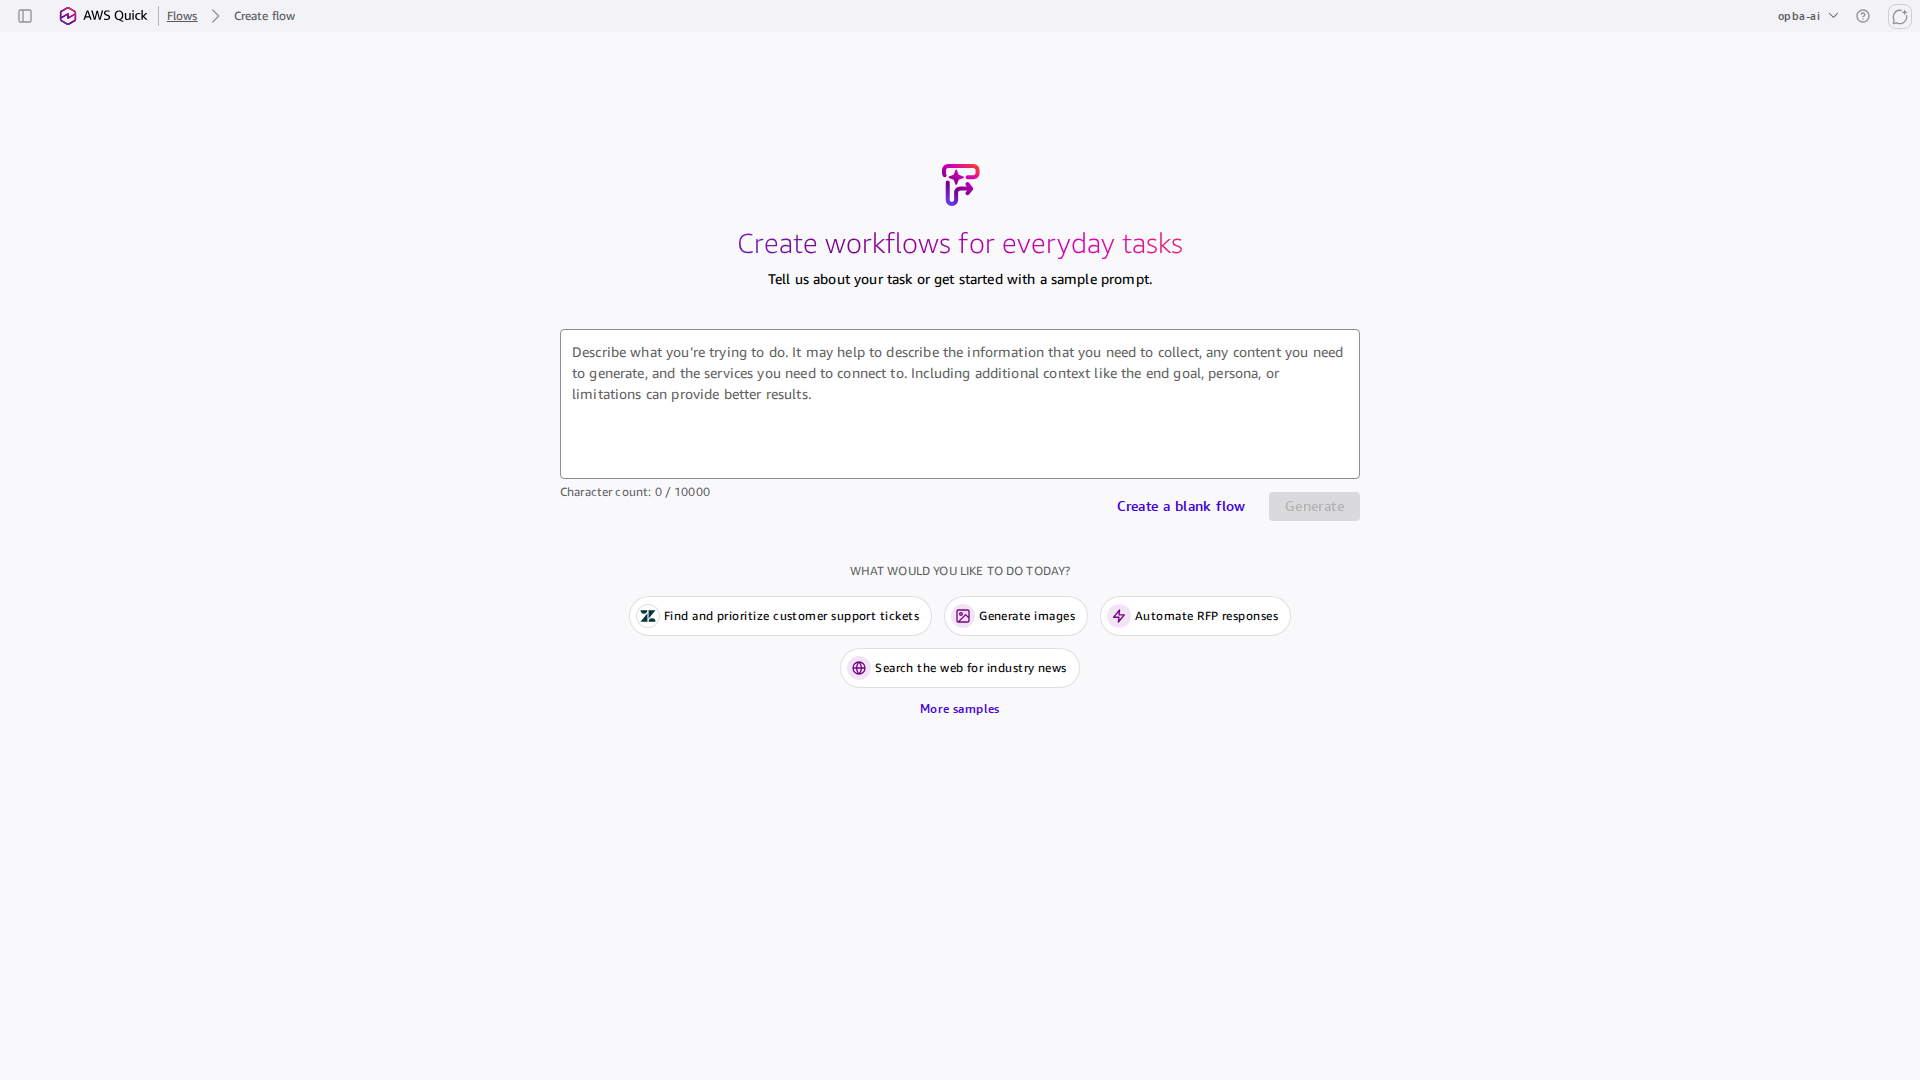 AWS Quick
Flows
Create flow
opba-ai
Create workflows for everyday tasks
Tell us about your task or get started with a sample prompt.
Describe what you're trying to do. It may help to describe the information that you need to collect, any content you need
to generate, and the services you need to connect to. Including additional context like the end goal, persona, or
limitations can provide better results.
Character count: 0 / 10000
Create a blank flow
Generate
WHAT WOULD YOU LIKE TO DO TODAY?
Find and prioritize customer support tickets
Generate images
Automate RFP responses
Search the web for industry news
More samples